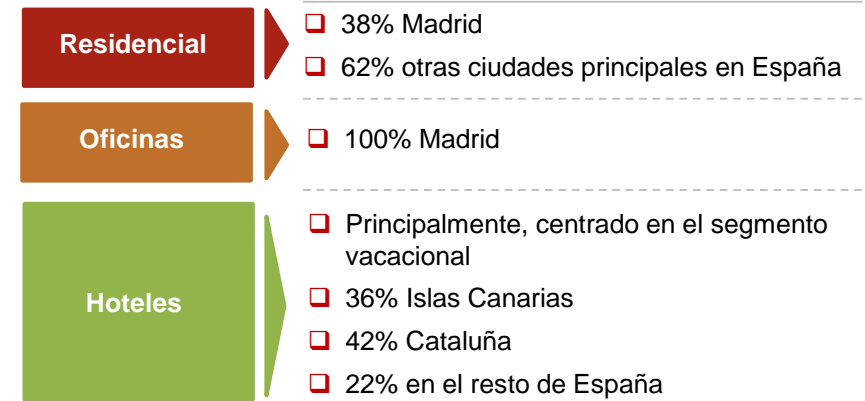 Residencial
38% Madrid
62% otras ciudades principales en España
Oficinas
100% Madrid
Hoteles
Principalmente, centrado en el segmento
vacacional
36% Islas Canarias
42% Cataluña
22% en el resto de España